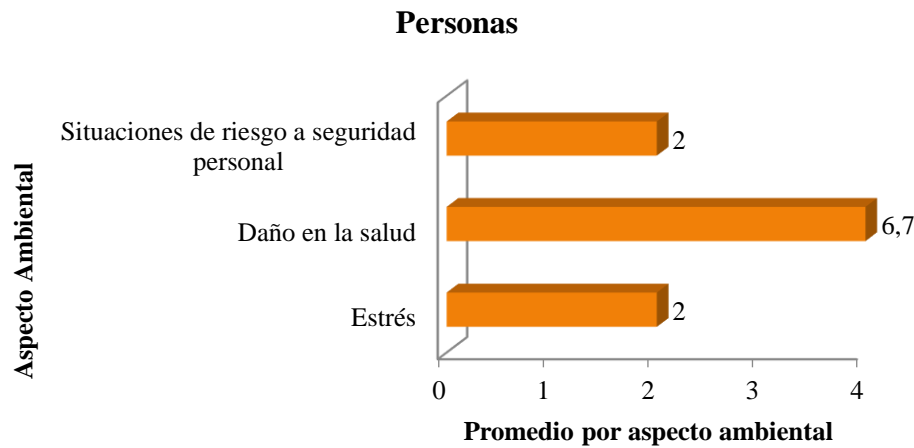 Personas
Situaciones de riesgo a seguridad
personal
2
Daño en la salud
6,7
Estrés
2
Aspecto Ambiental
0 1 2 3 4
Promedio por aspecto ambiental